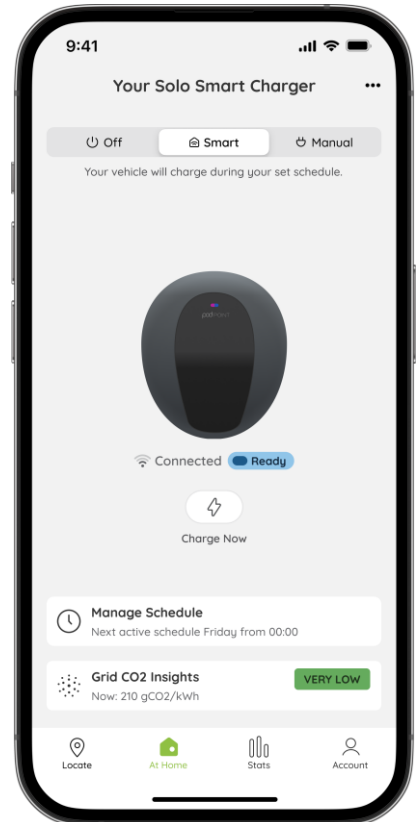 9:41
Your Solo Smart Charger
Off
Smart
Manual
Your vehicle will charge during your set schedule.
Connected
Ready
Charge Now
Manage Schedule
Next active schedule Friday from 00:00
Grid CO2 Insights
VERY LOW
Now: 210 gCO2/kWh
Locate
At Home
Stats
Account